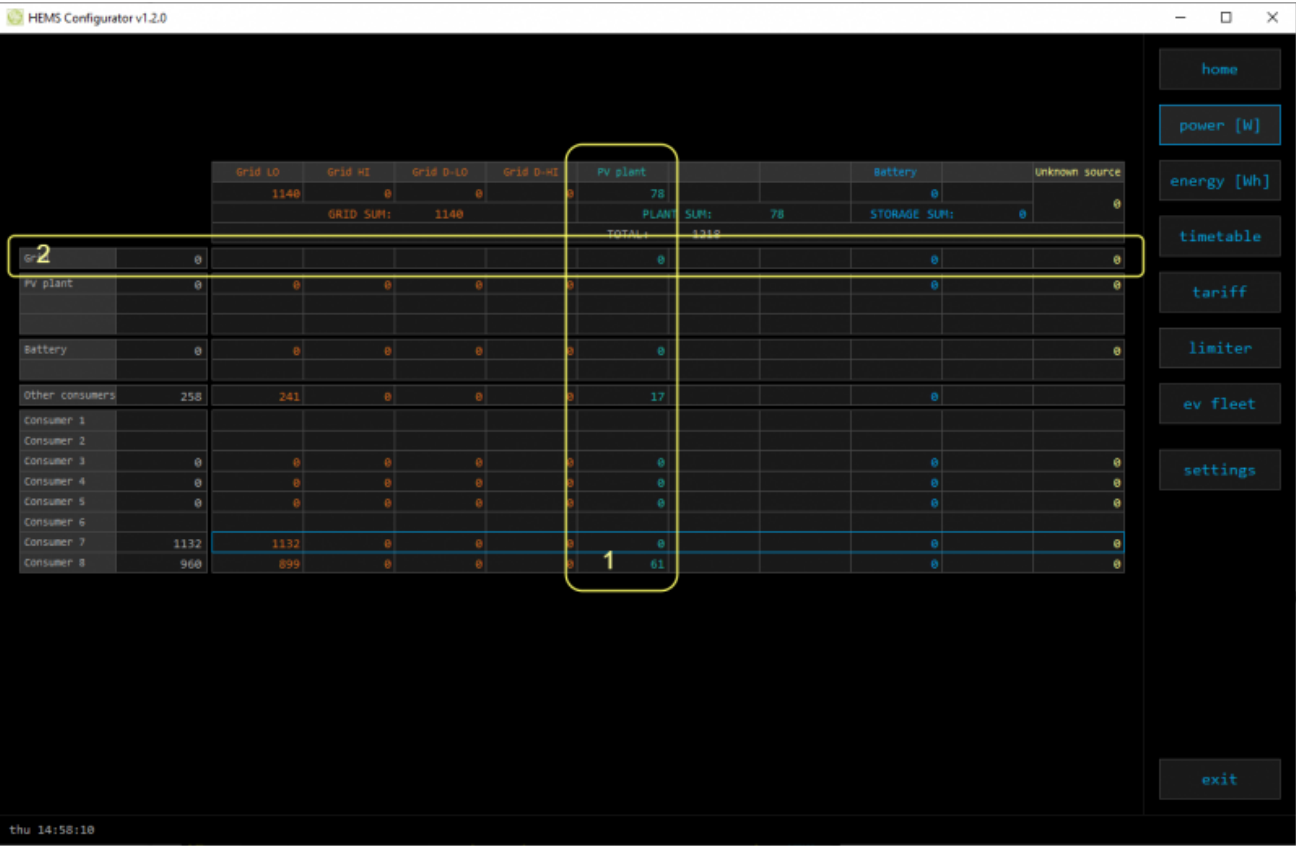 HEMS Configurator v1.2.0
home
power [W]
Grid LO Grid HI Grid D-LO Grid D-HI PV plant Battery Unknown source
energy [Wh]
1140 0 0 0 78 0 0
GRID SUM: 1140 PLANT SUM: 78 STORAGE SUM: 0
TOTAL: 1218
timetable
2
0 0 0 0
PV plant 0 0 0 0 0 0 0
tariff
Battery 0 0 0 0 0 0 0
limiter
Other consumers 258 241 0 0 0 17 0
ev fleet
Consumer 1
Consumer 2
Consumer 3 0 0 0 0 0 0 0 0
settings
Consumer 4 0 0 0 0 0 0 0 0
Consumer 5 0 0 0 0 0 0 0 0
Consumer 6
Consumer 7 1132 1132 0 0 0 0 0 0
Consumer 8 960 899 0 0 0 61 0 0
1
exit
thu 14:58:10